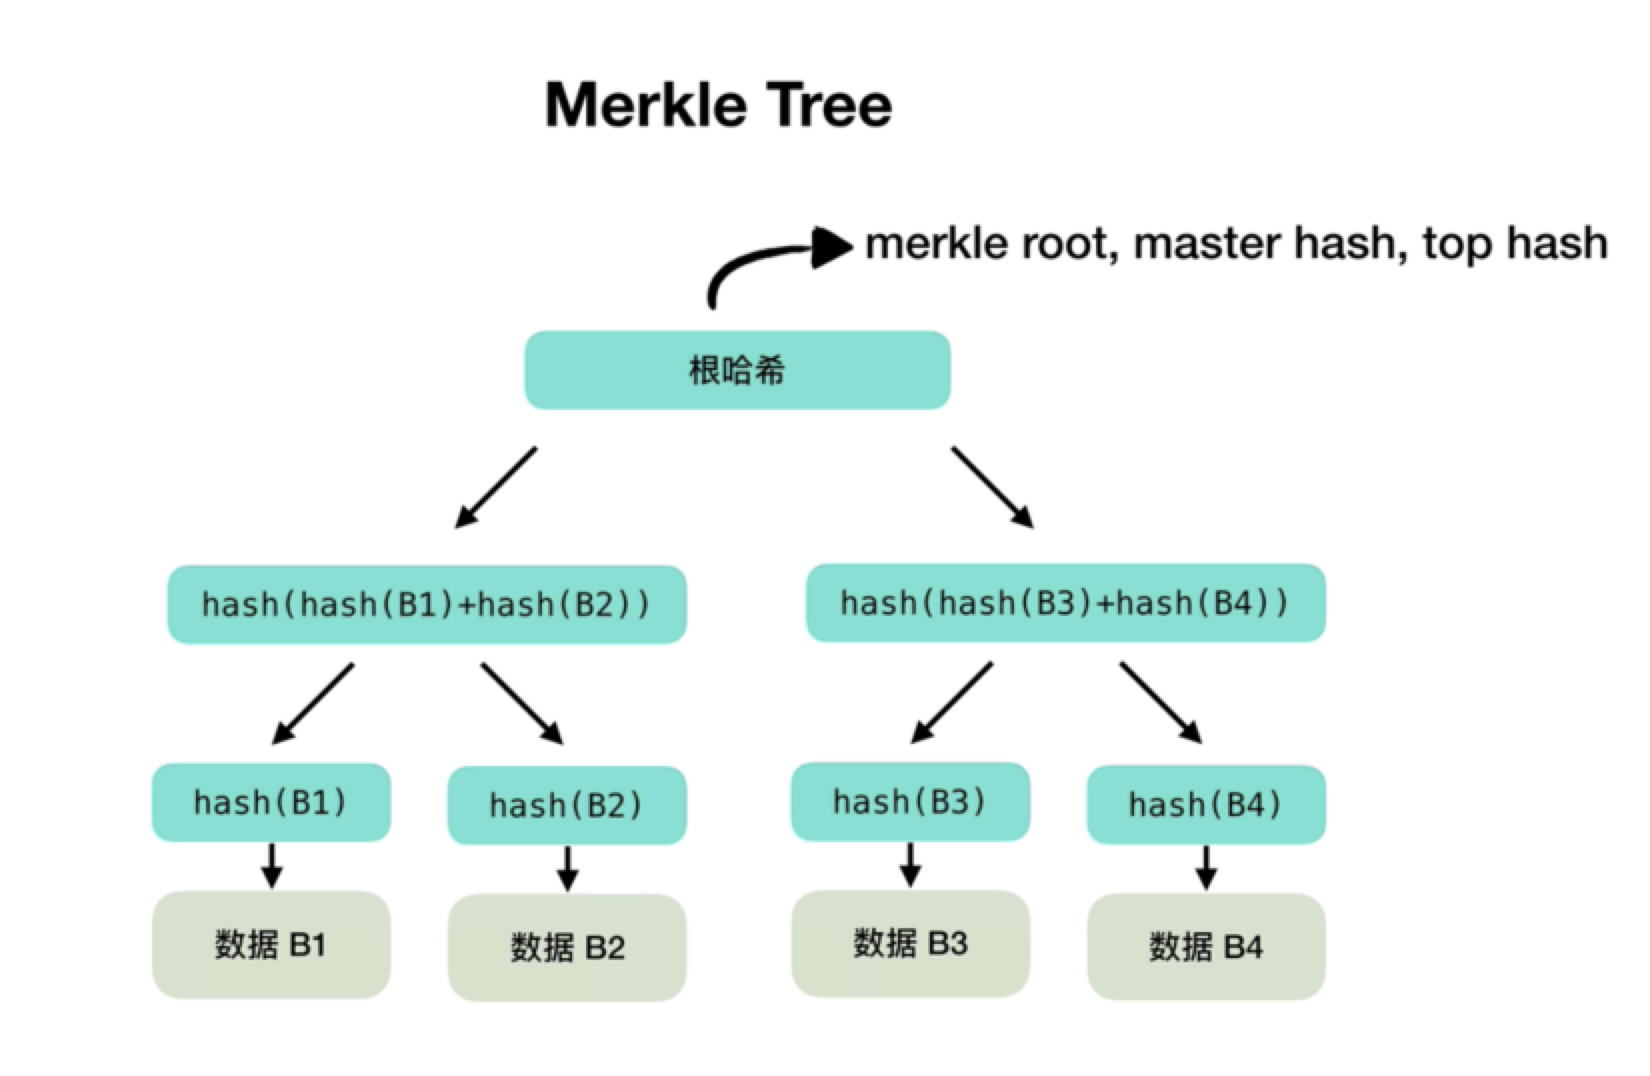 Merkle Tree
merkle root, master hash, top hash
根哈希
hash(hash(B1)+hash(B2))
hash(hash(B3)+hash(B4))
hash(B1)
hash(B2)
hash(B3)
hash(B4)
数据 B1
数据 B2
数据 B3
数据 B4